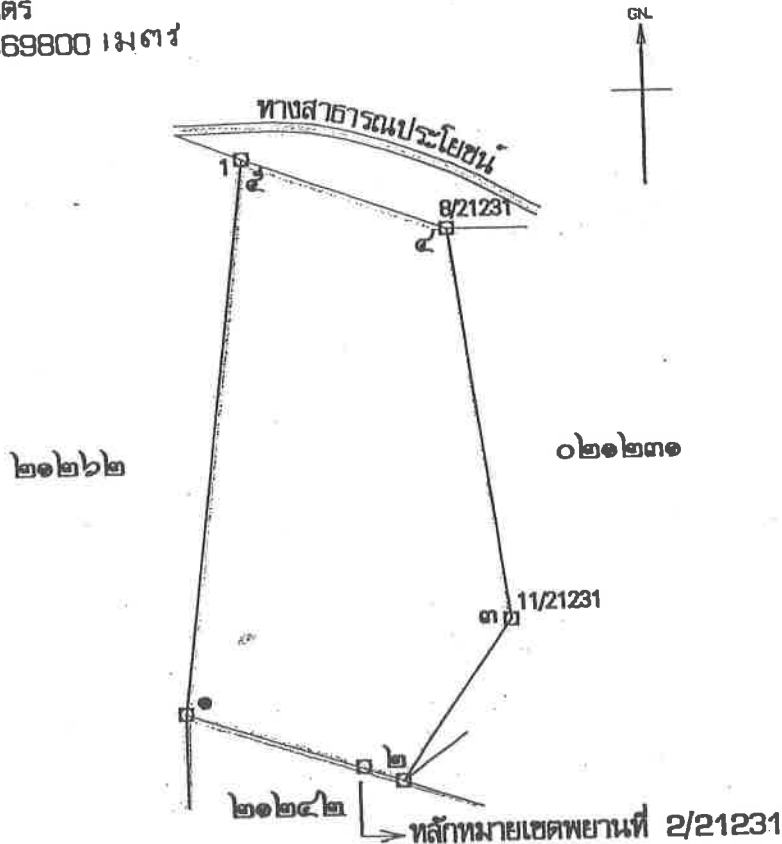 ตร
69800 เมตร
GN.
ทางสาธารณประโยชน์
1
๕
8/21231
๔
๒๑๒๖๒
๐๒๑๒๓๑
๓
11/21231
๑
๒
๒๑๒๔๒
หลักหมายเขตพยานที่ 2/21231